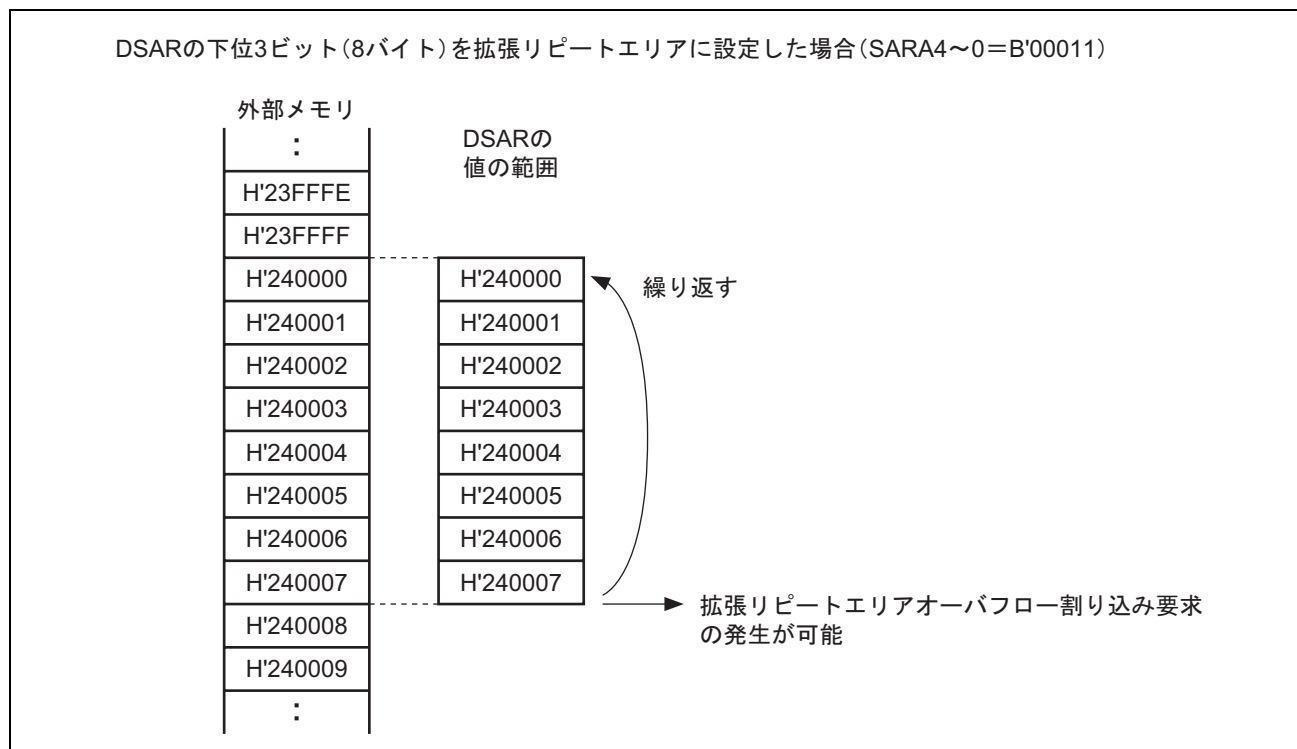 DSARの下位3ビット(8バイト)を拡張リピートエリアに設定した場合(SARA4～0＝B'00011)
外部メモリ
：
H'23FFFE
H'23FFFF
H'240000
H'240001
H'240002
H'240003
H'240004
H'240005
H'240006
H'240007
H'240008
H'240009
：
DSARの
値の範囲
H'240000
H'240001
H'240002
H'240003
H'240004
H'240005
H'240006
H'240007
繰り返す
拡張リピートエリアオーバフロー割り込み要求
の発生が可能